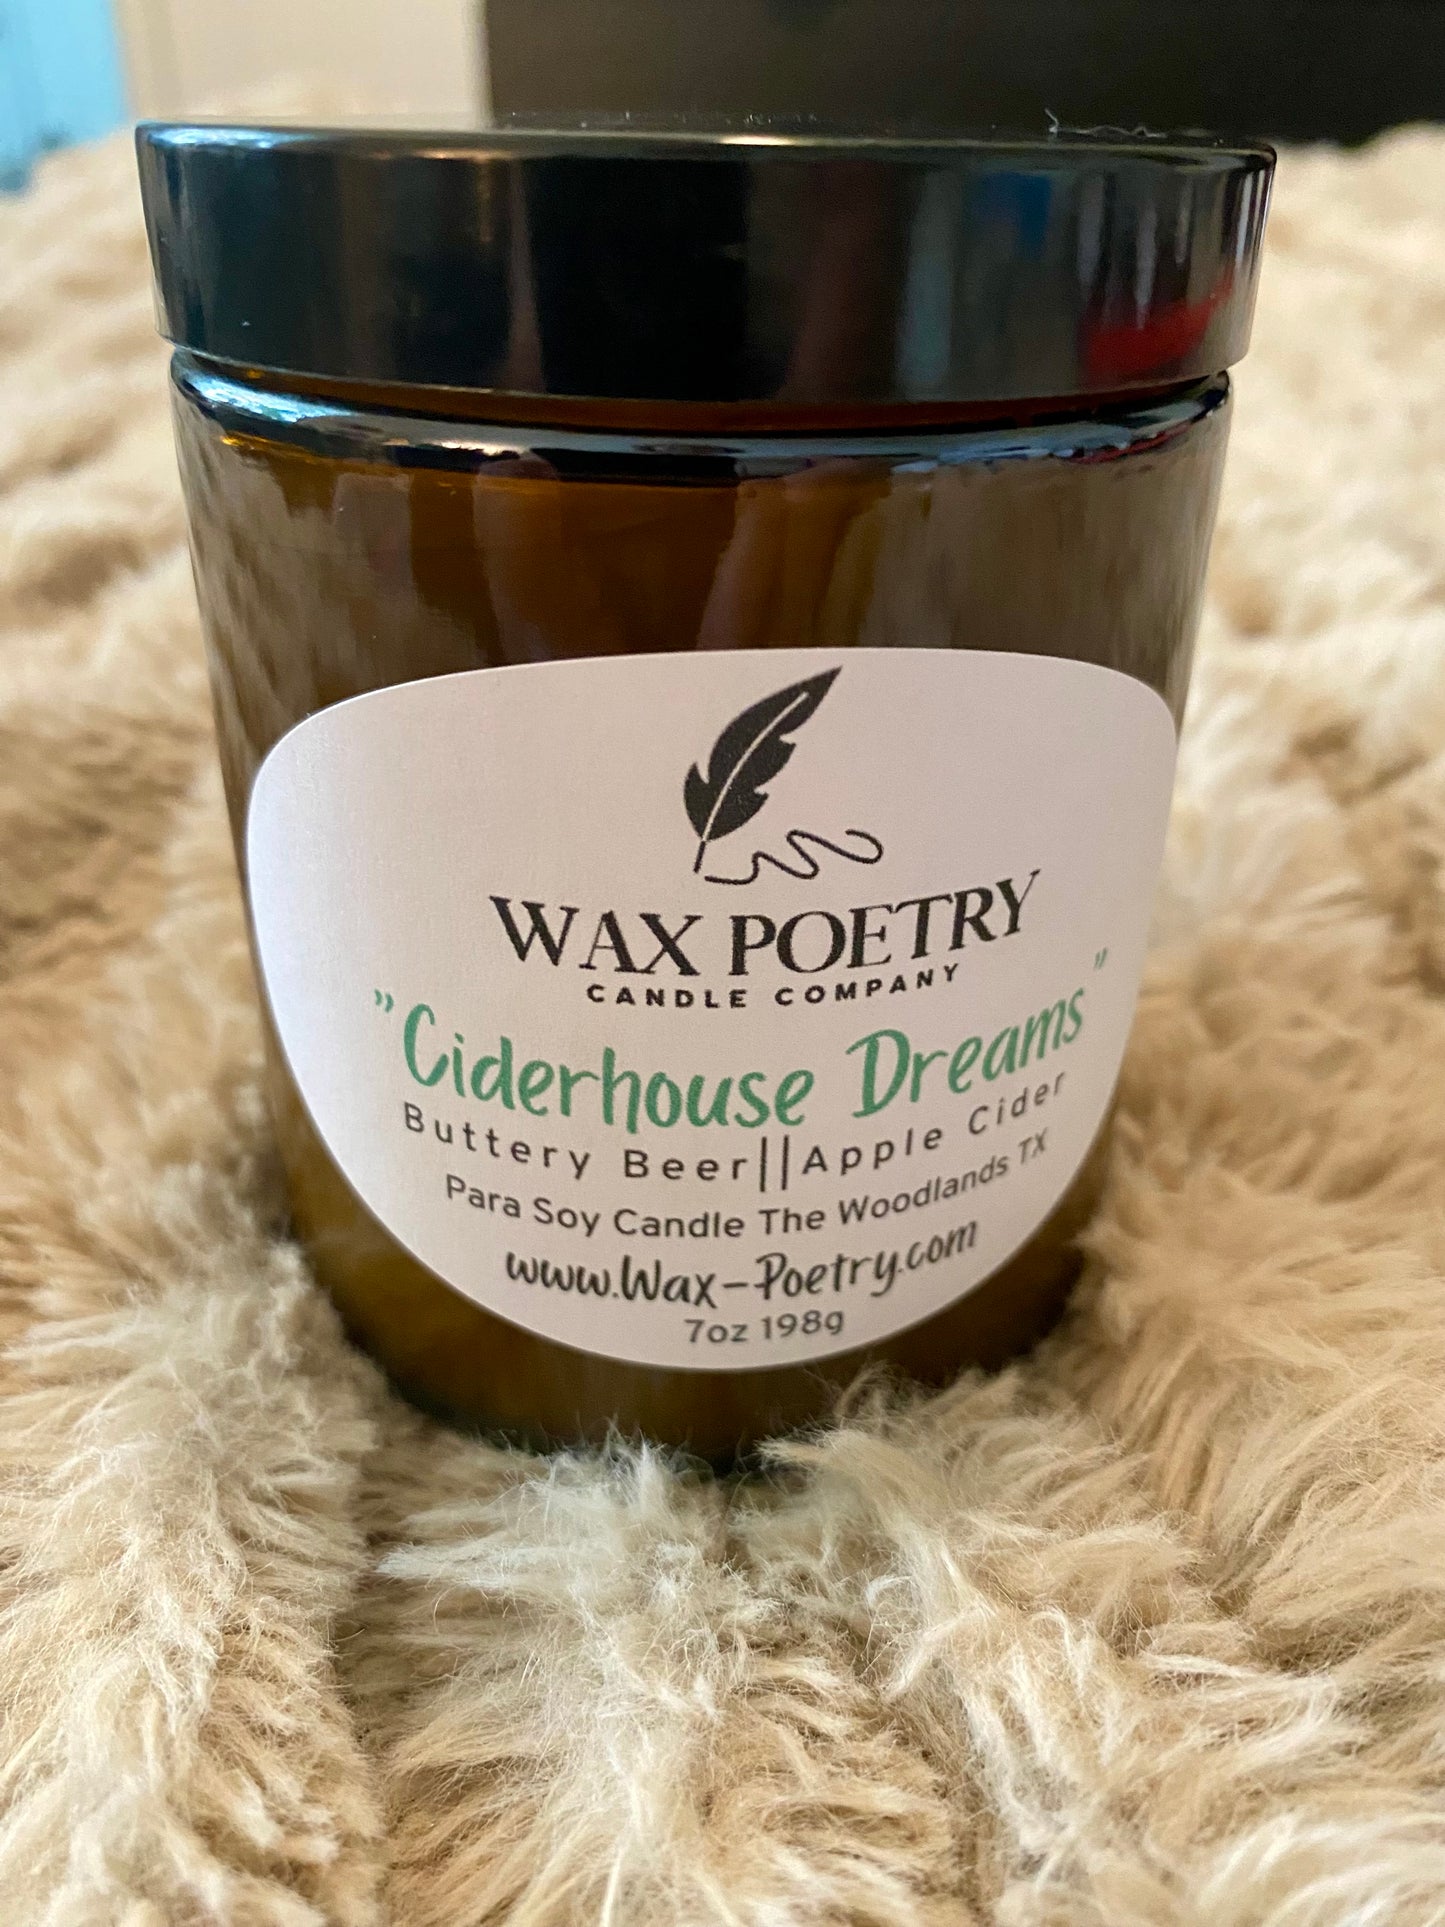 WAX POETRY
CANDLE COMPANY
"Ciderhouse Dreams"
Buttery Beer||Apple Cider
Para Soy Candle The Woodlands TX
www.Wax-Poetry.com
7oz 198g